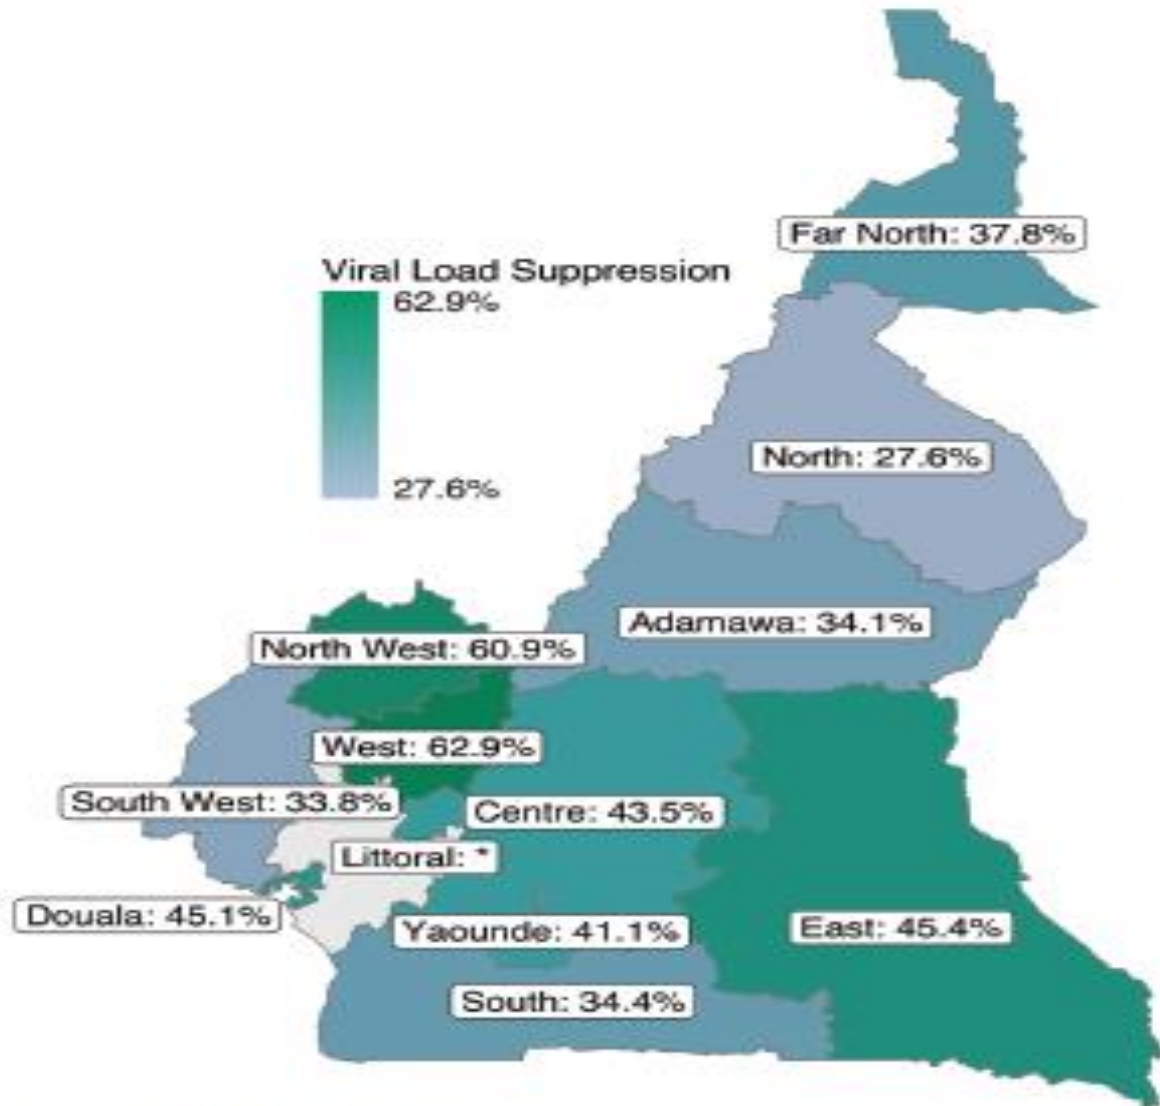 Far North: 37.8%
Viral Load Suppression
62.9%
27.6%
North: 27.6%
Adamawa: 34.1%
North West: 60.9%
West: 62.9%
South West: 33.8%
Centre: 43.5%
Littoral: *
Douala: 45.1%
Yaounde: 41.1%
East: 45.4%
South: 34.4%